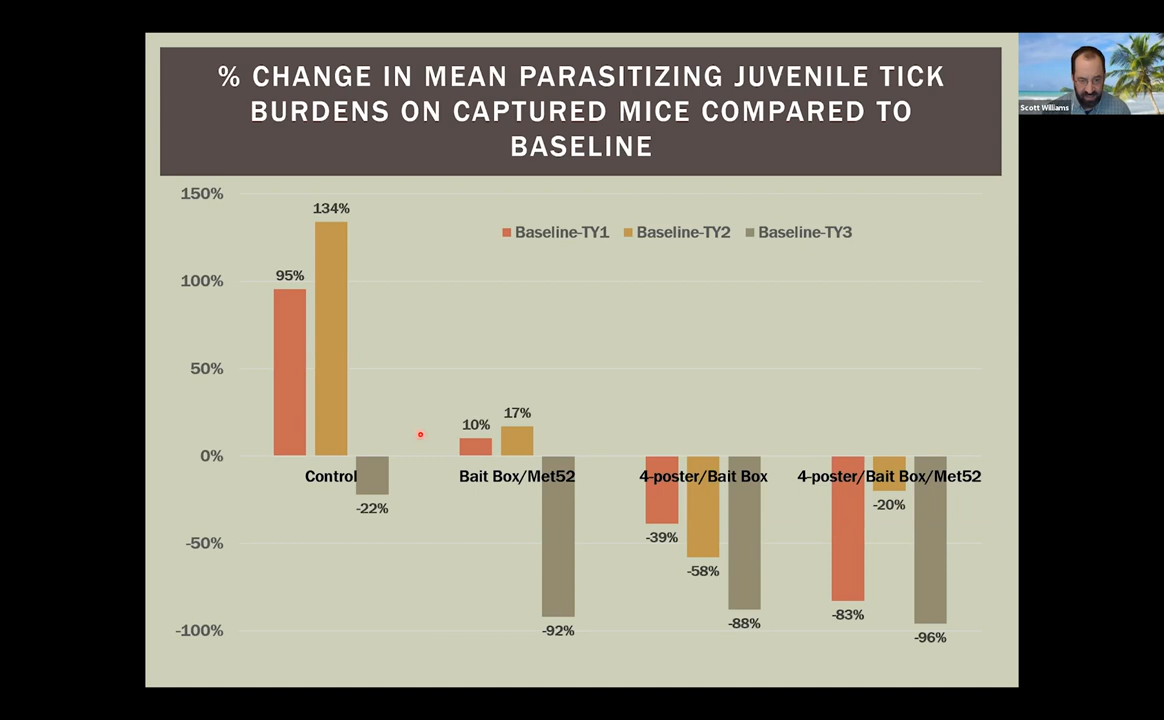 % CHANGE IN MEAN PARASITIZING JUVENILE TICK
BURDENS ON CAPTURED MICE COMPARED TO
BASELINE
Scott Williams
150%
100%
50%
0%
-50%
-100%
Baseline-TY1 Baseline-TY2 Baseline-TY3
95%
134%
-22%
10%
17%
-92%
-39%
-58%
-88%
-83%
-20%
-96%
Control
Bait Box/Met52
4-poster/Bait Box
4-poster/Bait Box/Met52